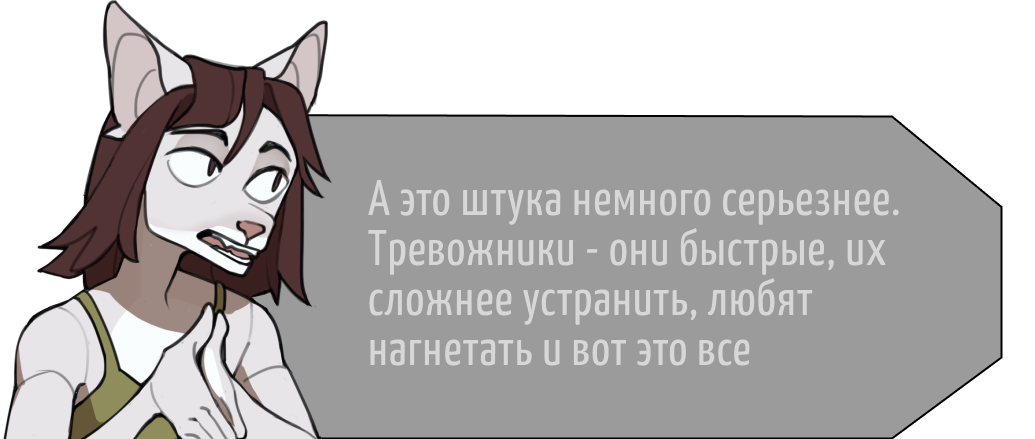 А это штука немного серьезнее.
Тревожники - они быстрые, их
сложнее устранить, любят
нагнетать и вот это все